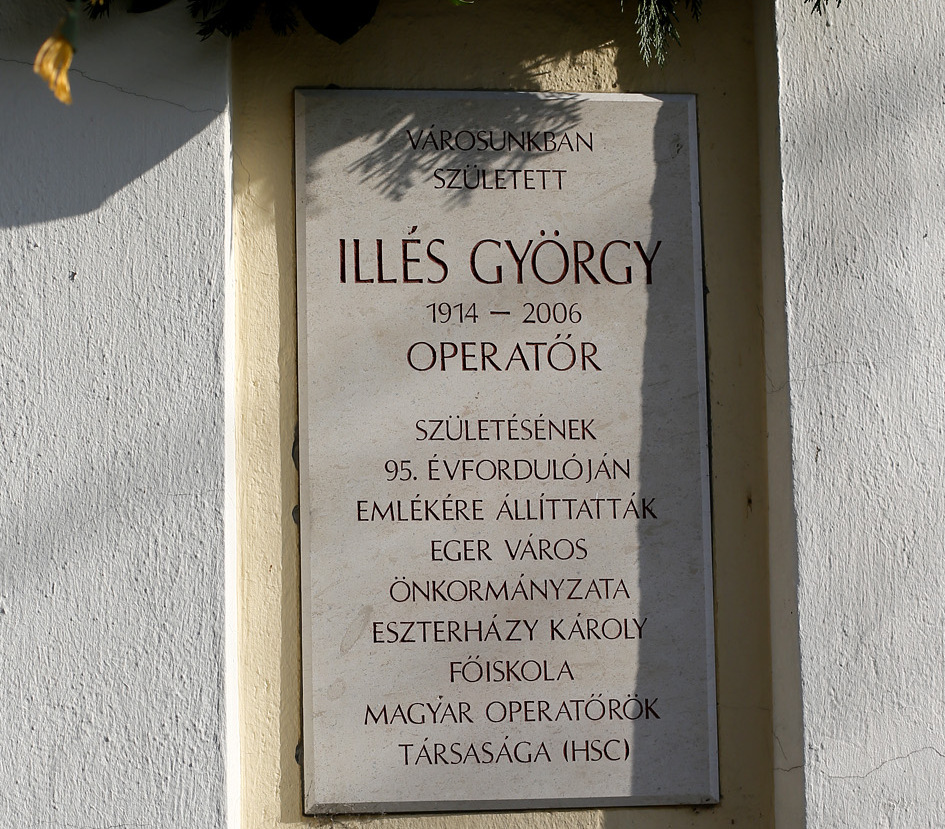 VÁROSUNKBAN
SZÜLETETT
ILLÉS GYÖRGY
1914 – 2006
OPERATŐR
SZÜLETÉSÉNEK
95. ÉVFORDULÓJÁN
EMLÉKÉRE ÁLLÍTTATTÁK
EGER VÁROS
ÖNKORMÁNYZATA
ESZTERHÁZY KÁROLY
FŐISKOLA
MAGYAR OPERATŐRÖK
TÁRSASÁGA (HSC)